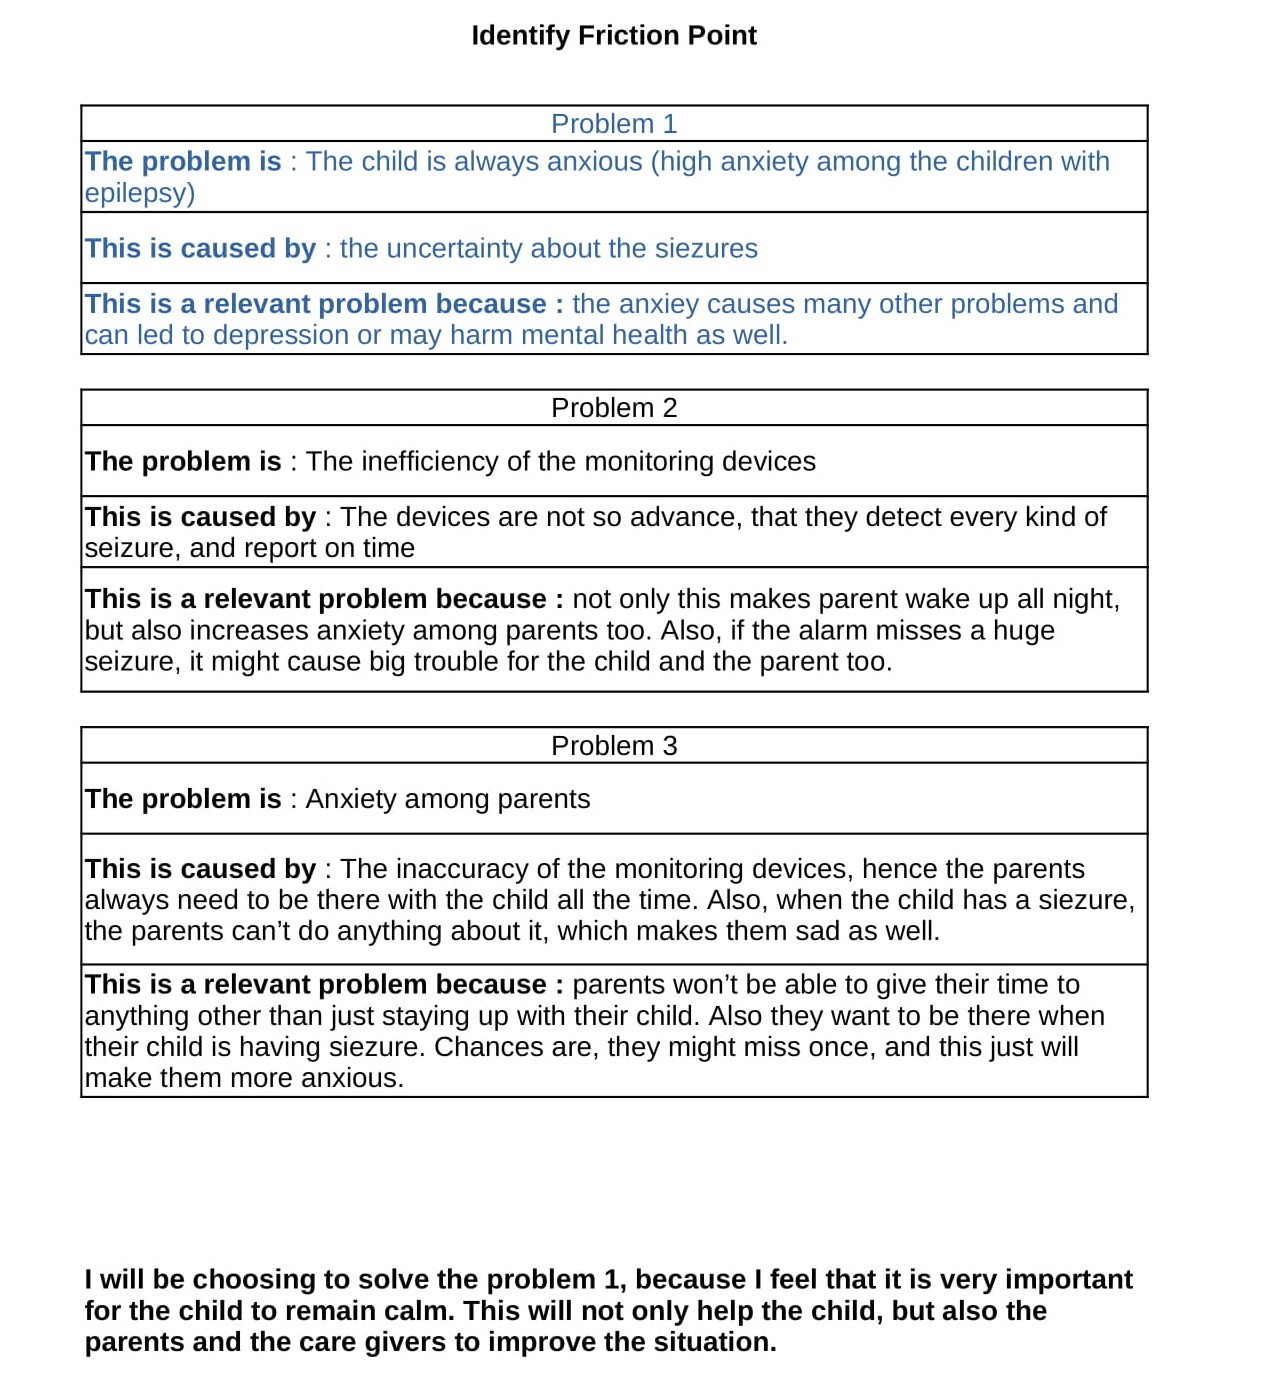 Identify Friction Point
Problem 1
The problem is : The child is always anxious (high anxiety among the children with
epilepsy)
This is caused by : the uncertainty about the siezures
This is a relevant problem because : the anxiey causes many other problems and
can led to depression or may harm mental health as well.
Problem 2
The problem is : The inefficiency of the monitoring devices
This is caused by : The devices are not so advance, that they detect every kind of
seizure, and report on time
This is a relevant problem because : not only this makes parent wake up all night,
but also increases anxiety among parents too. Also, if the alarm misses a huge
seizure, it might cause big trouble for the child and the parent too.
Problem 3
The problem is : Anxiety among parents
This is caused by : The inaccuracy of the monitoring devices, hence the parents
always need to be there with the child all the time. Also, when the child has a siezure,
the parents can’t do anything about it, which makes them sad as well.
This is a relevant problem because : parents won’t be able to give their time to
anything other than just staying up with their child. Also they want to be there when
their child is having siezure. Chances are, they might miss once, and this just will
make them more anxious.
I will be choosing to solve the problem 1, because I feel that it is very important
for the child to remain calm. This will not only help the child, but also the
parents and the care givers to improve the situation.